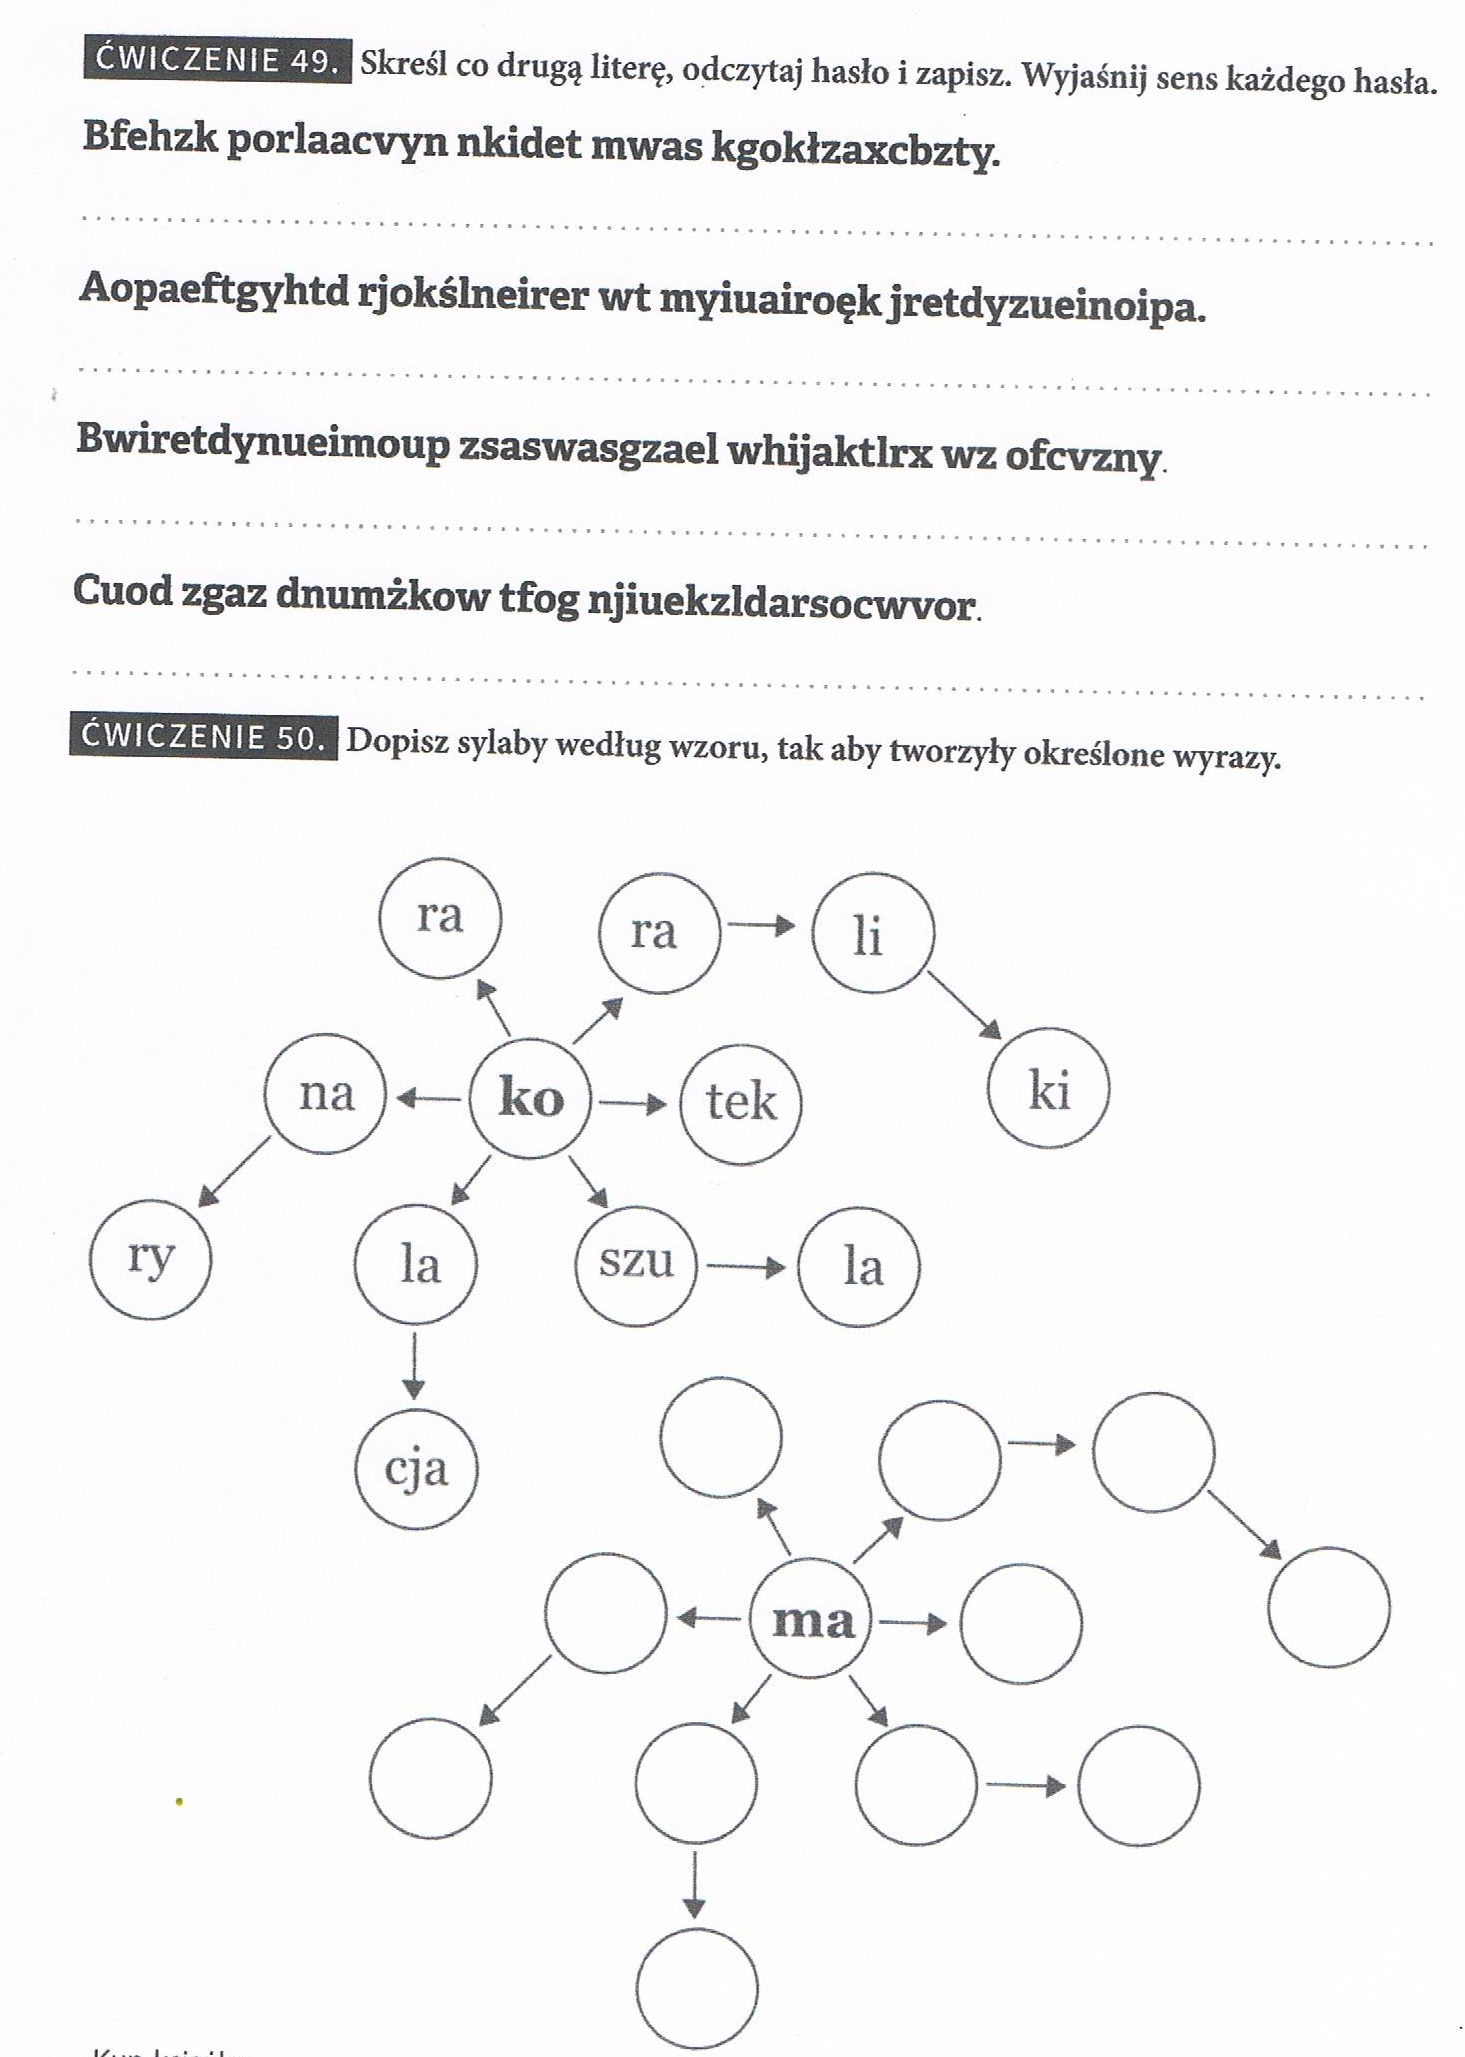 ĆWICZENIE 49. Skreśl co drugą literę, odczytaj hasło i zapisz. Wyjaśnij sens każdego hasła.
Bfehzk porlaacvyn nkidet mwas kgokłzaxcbzty.
Aopaeftgyhtd rjokślneirer wt myiuairoęk jretdyzueinoipa.
Bwiretdynueimoup zsaswasgzael whijaktlrx wz ofcvzny.
Cuod zgaz dnumżkow tfog njiuekzldarsocwvor.
ĆWICZENIE 50. Dopisz sylaby według wzoru, tak aby tworzyły określone wyrazy.
ra ra li
na ko tek ki
ry la szu la
cja
ma